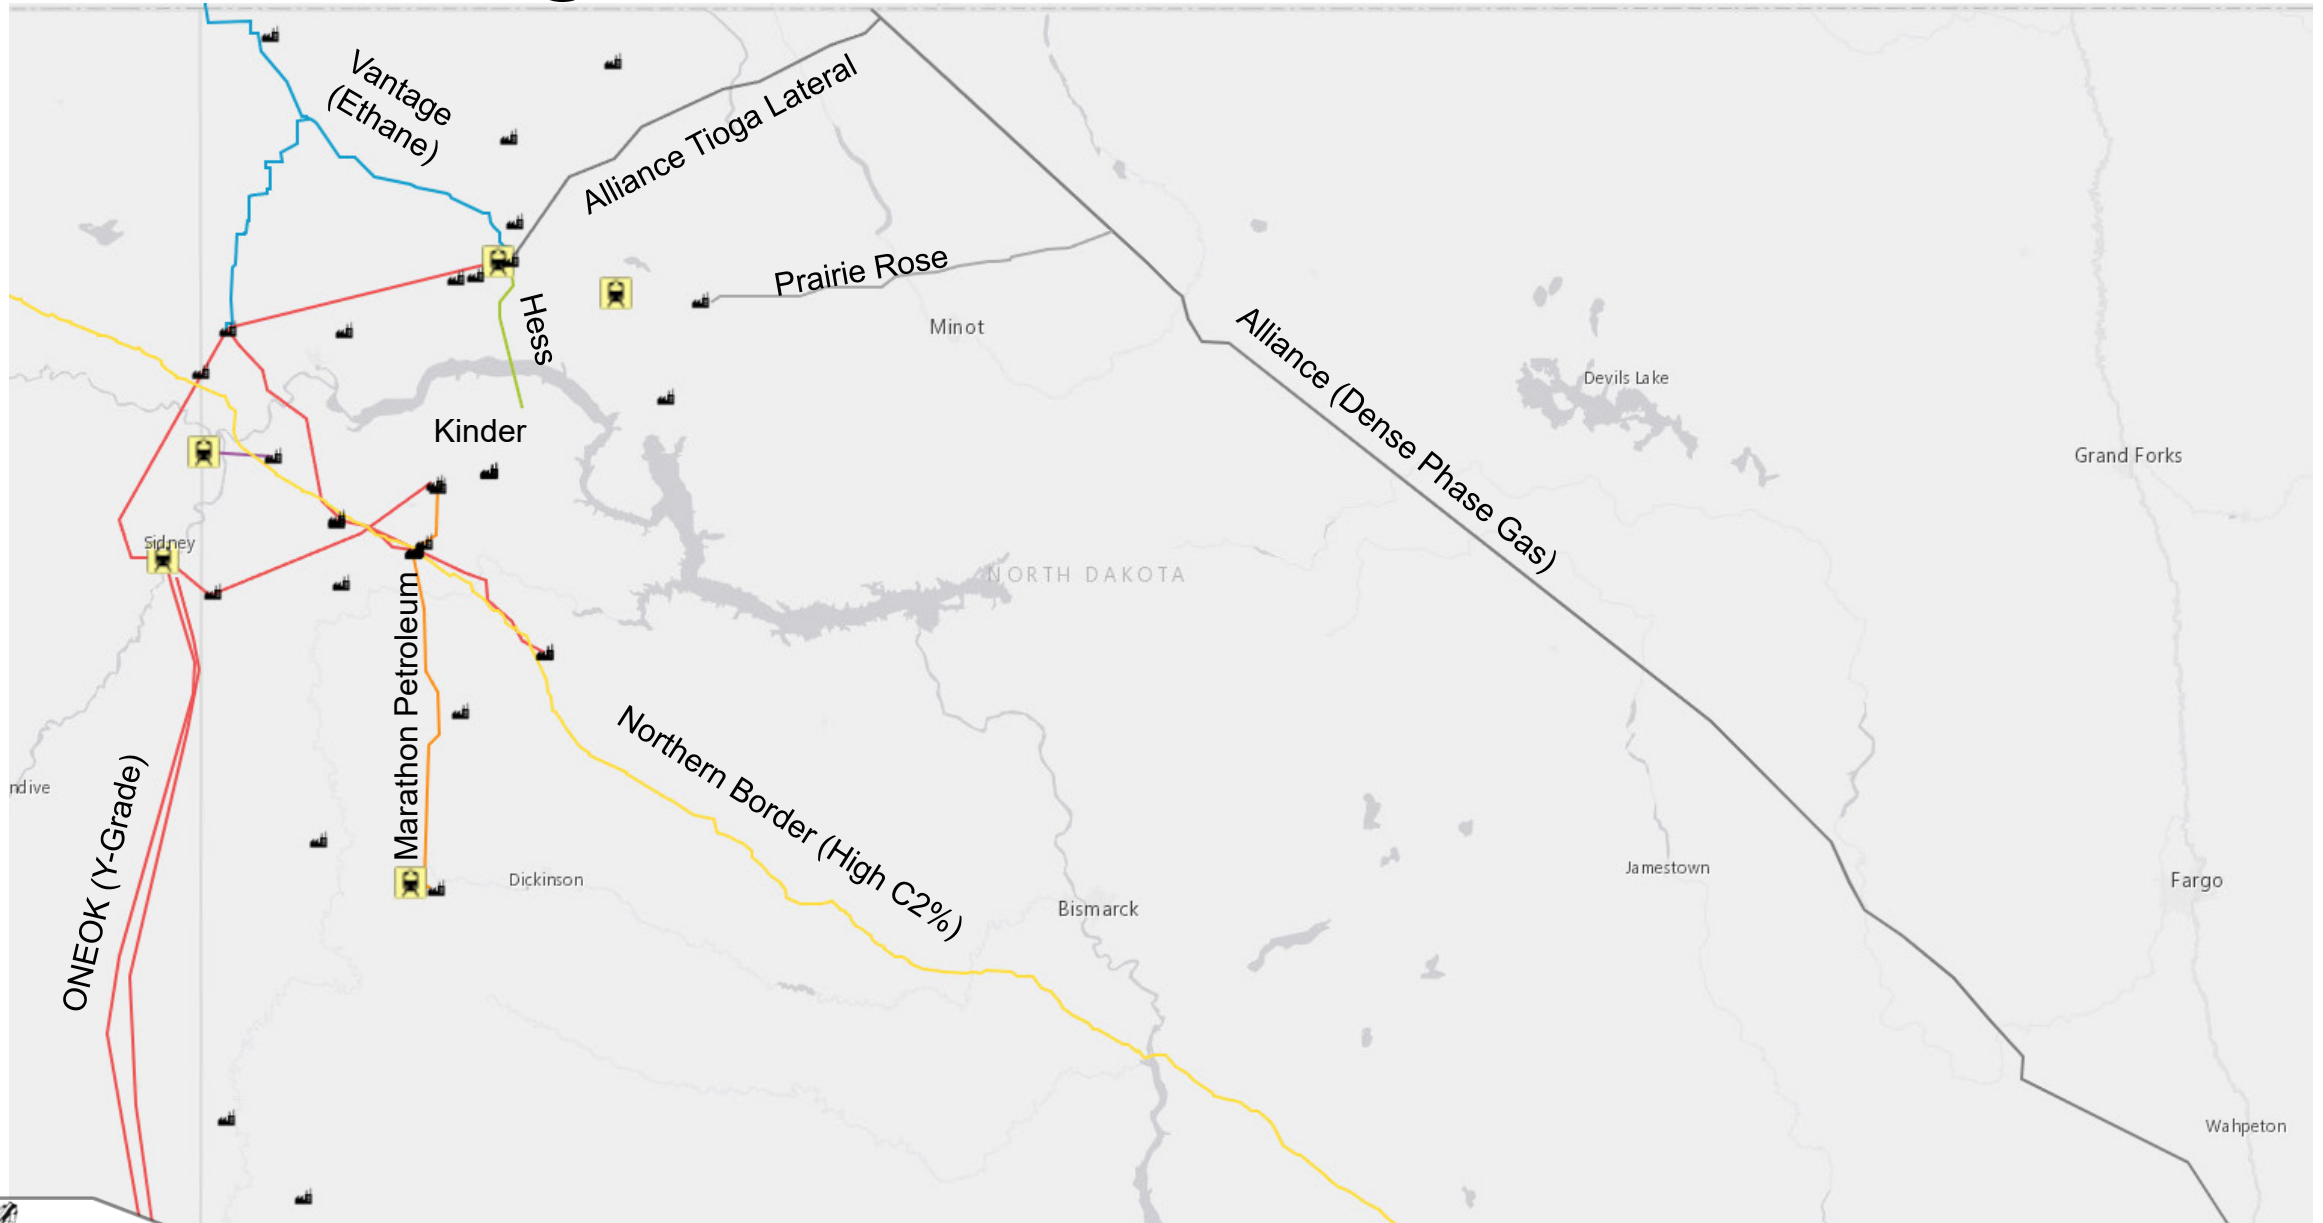 Vantage
(Ethane)
Alliance Tioga Lateral
Prairie Rose
Hess
Minot
Alliance (Dense Phase Gas)
Devils Lake
Kinder
Grand Forks
Sidney
NORTH DAKOTA
Marathon Petroleum
Northern Border (High C2%)
ndive
ONEOK (Y-Grade)
Dickinson
Jamestown
Fargo
Bismarck
Wahpeton